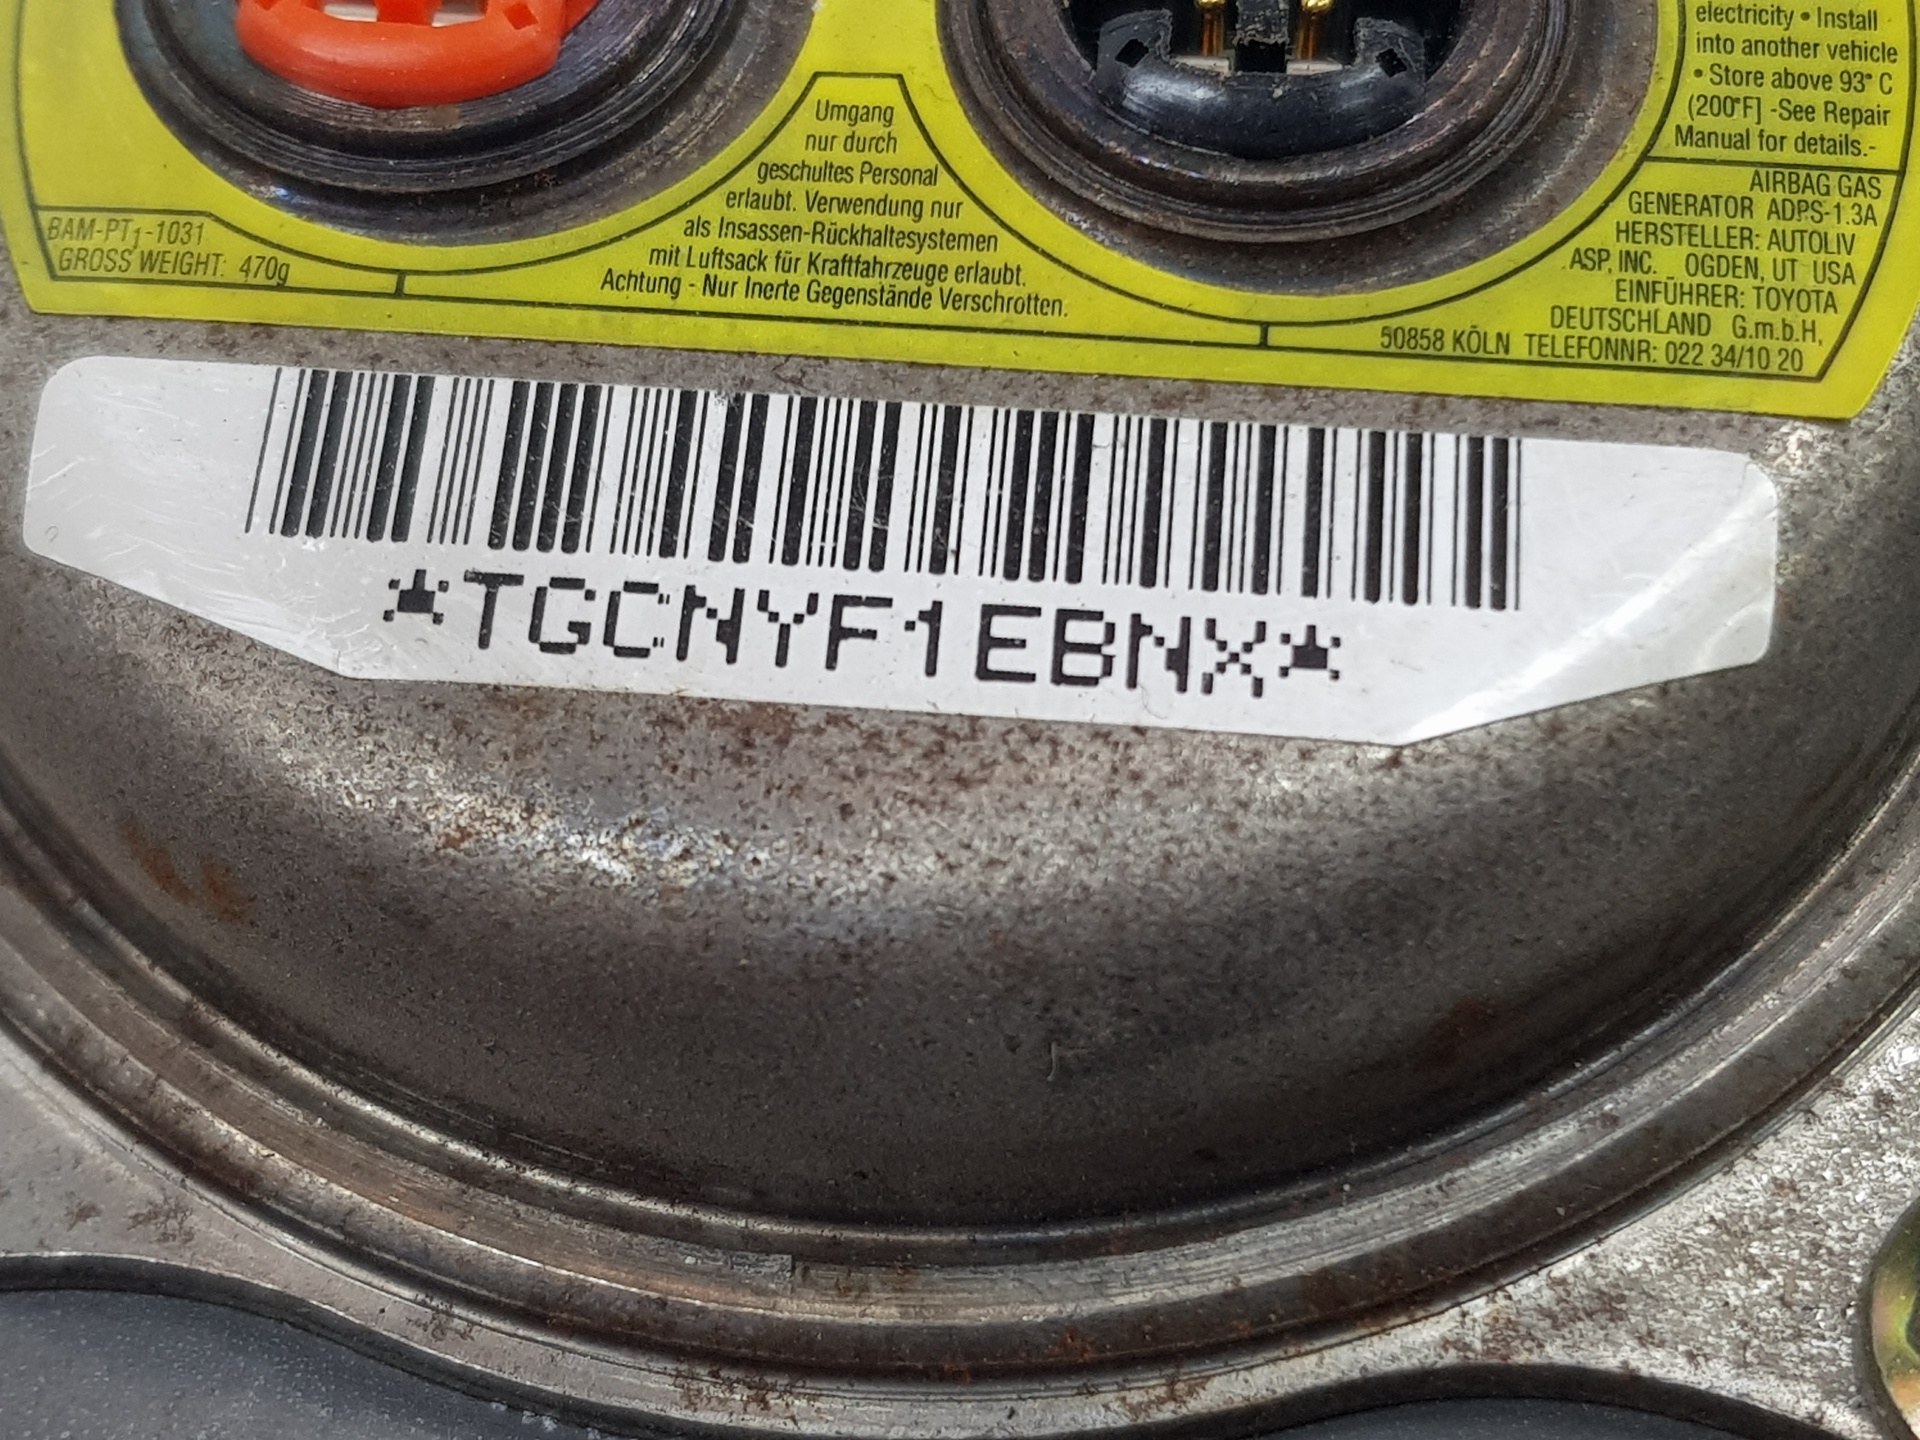 electricity • Install
into another vehicle
• Store above 93° C
(200°F] -See Repair
Manual for details.-
Umgang
nur durch
geschultes Personal
erlaubt. Verwendung nur
als Insassen-Rückhaltesystemen
mit Luftsack für Kraftfahrzeuge erlaubt.
Achtung - Nur Inerte Gegenstände Verschrotten.
BAM-PT1-1031
GROSS WEIGHT: 470g
AIRBAG GAS
GENERATOR ADPS-1.3A
HERSTELLER: AUTOLIV
ASP, INC. OGDEN, UT USA
EINFÜHRER: TOYOTA
DEUTSCHLAND G.m.b.H,
50858 KÖLN TELEFONNR: 022 34/10 20
*TGCNYF1EBNX*